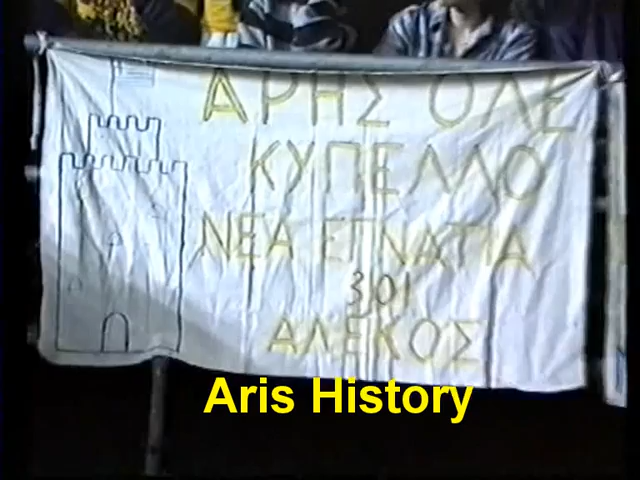 ΑΡΗΣ ΟΛΕ
ΚΥΠΕΛΛΟ
ΝΕΑ ΕΓΝΑΤΙΑ
301
ΑΛΕΚΟΣ
Aris History